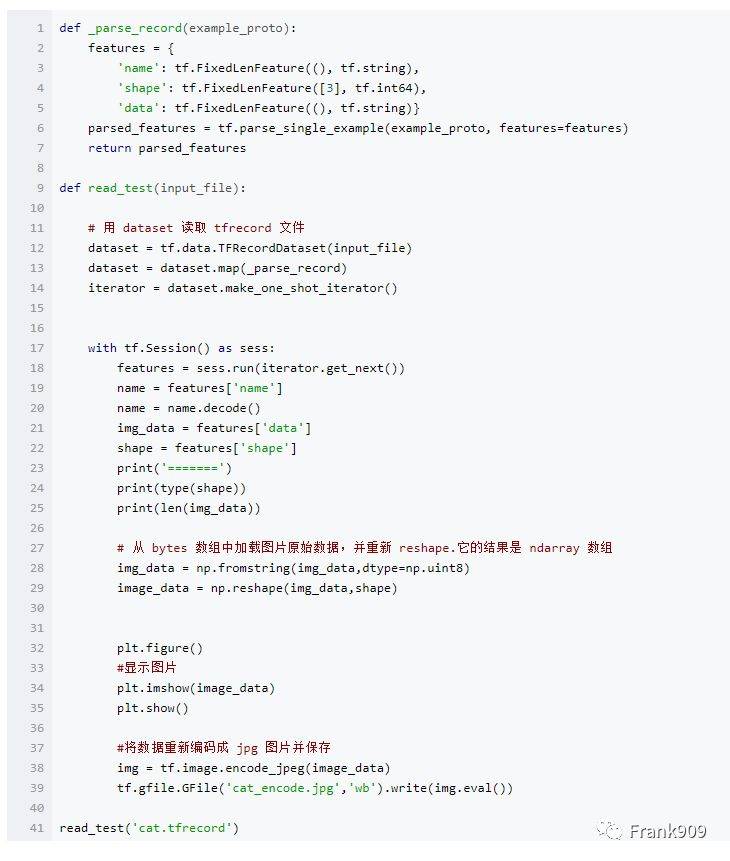 1 def _parse_record(example_proto):
2     features = {
3         'name': tf.FixedLenFeature((), tf.string),
4         'shape': tf.FixedLenFeature([3], tf.int64),
5         'data': tf.FixedLenFeature((), tf.string)}
6     parsed_features = tf.parse_single_example(example_proto, features=features)
7     return parsed_features
8
9 def read_test(input_file):
10
11     # 用 dataset 读取 tfrecord 文件
12     dataset = tf.data.TFRecordDataset(input_file)
13     dataset = dataset.map(_parse_record)
14     iterator = dataset.make_one_shot_iterator()
15
16
17     with tf.Session() as sess:
18         features = sess.run(iterator.get_next())
19         name = features['name']
20         name = name.decode()
21         img_data = features['data']
22         shape = features['shape']
23         print('=======')
24         print(type(shape))
25         print(len(img_data))
26
27         # 从 bytes 数组中加载图片原始数据，并重新 reshape.它的结果是 ndarray 数组
28         img_data = np.fromstring(img_data,dtype=np.uint8)
29         image_data = np.reshape(img_data,shape)
30
31
32         plt.figure()
33         #显示图片
34         plt.imshow(image_data)
35         plt.show()
36
37         #将数据重新编码成 jpg 图片并保存
38         img = tf.image.encode_jpeg(image_data)
39         tf.gfile.GFile('cat_encode.jpg','wb').write(img.eval())
40
41 read_test('cat.tfrecord')
Frank909